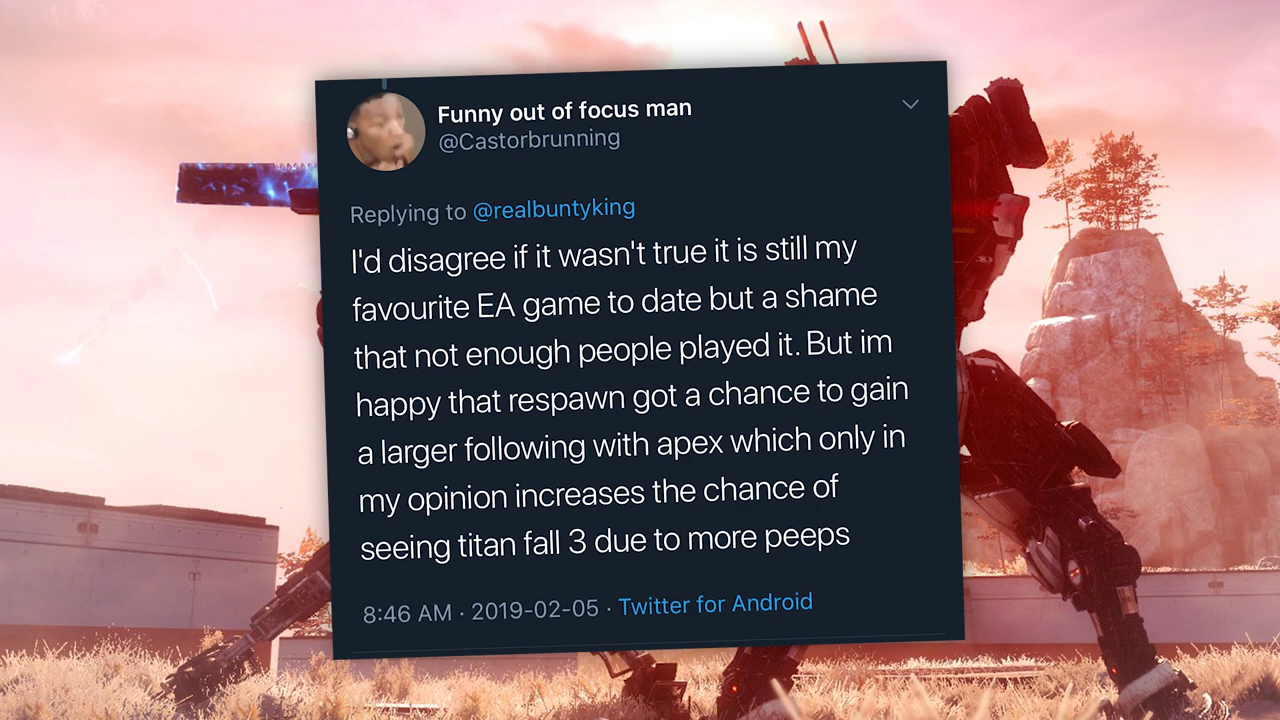 Funny out of focus man
@Castorbrunning
Replying to @realbuntyking
I'd disagree if it wasn't true it is still my
favourite EA game to date but a shame
that not enough people played it. But im
happy that respawn got a chance to gain
a larger following with apex which only in
my opinion increases the chance of
seeing titan fall 3 due to more peeps
8:46 AM · 2019-02-05 · Twitter for Android